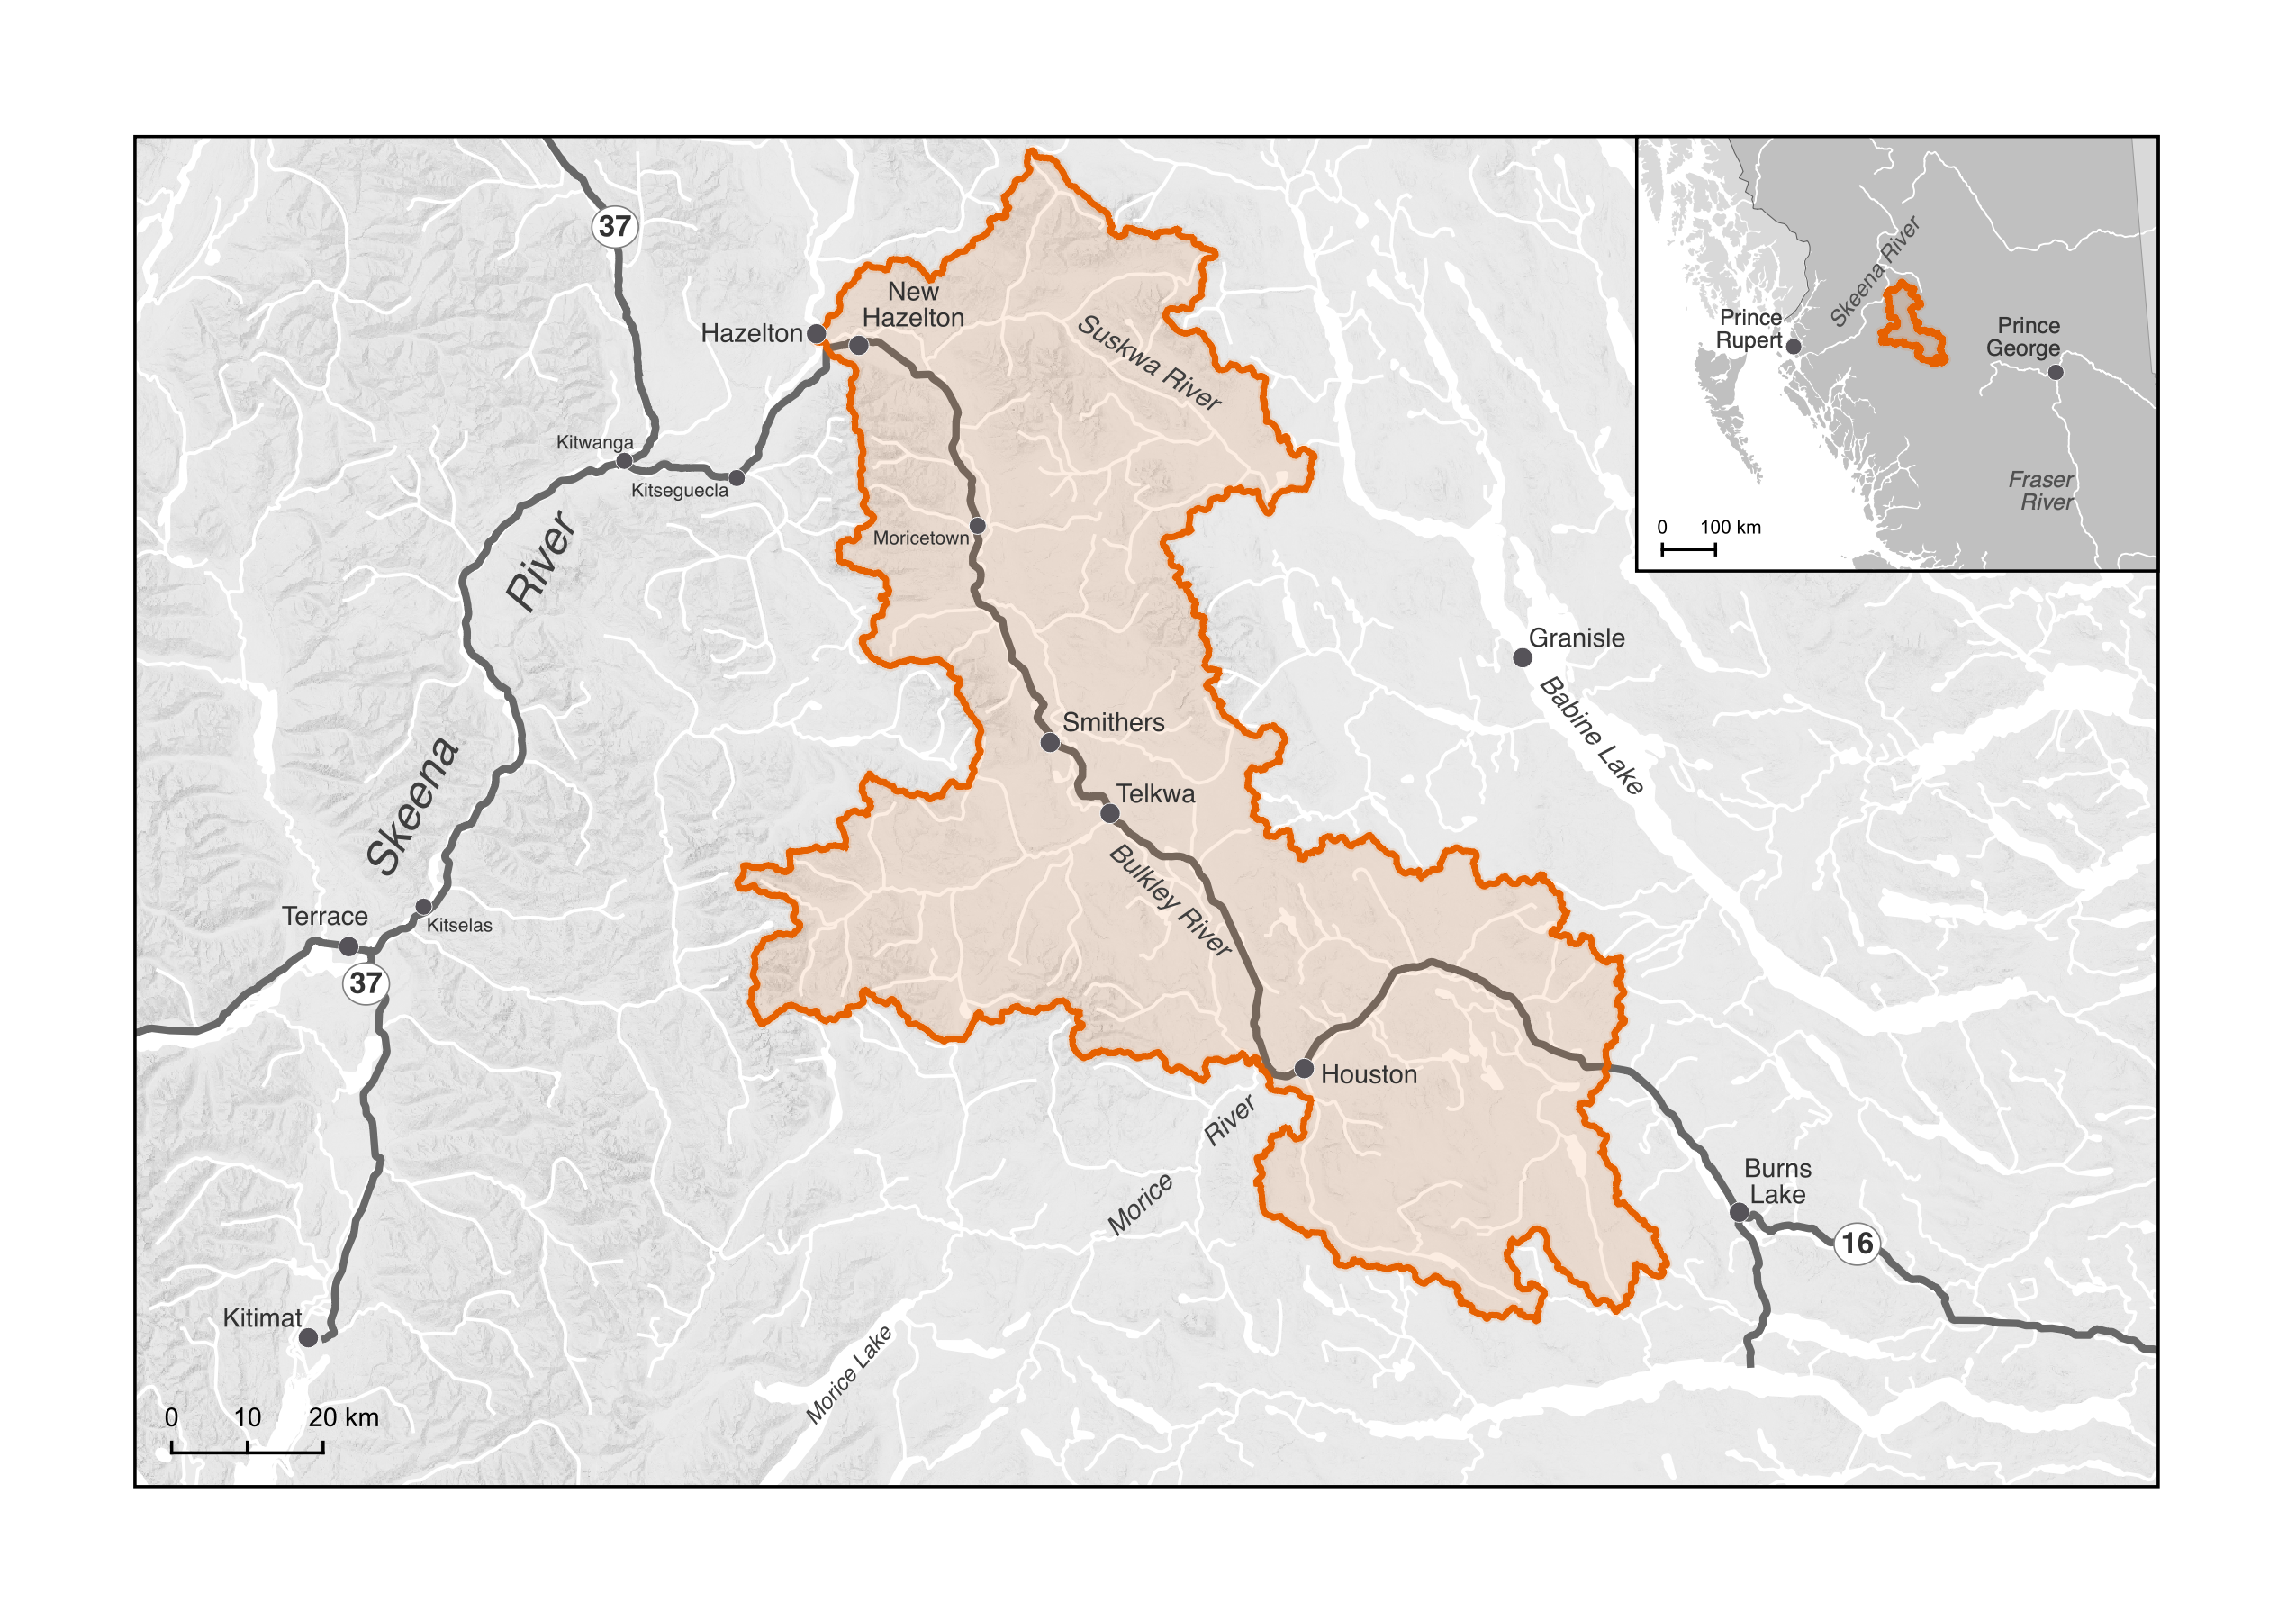 37
New
Hazelton
Hazelton
Suskwa River
Kitwanga
Kitseguecla
Moricetown
Skeena
River
Granisle
Babine Lake
Smithers
Telkwa
Bulkley River
Terrace
Kitselas
37
Houston
Morice
River
Burns
Lake
16
Kitimat
Morice Lake
0 10 20 km
Skeena River
Prince
Rupert
Prince
George
Fraser
River
0 100 km